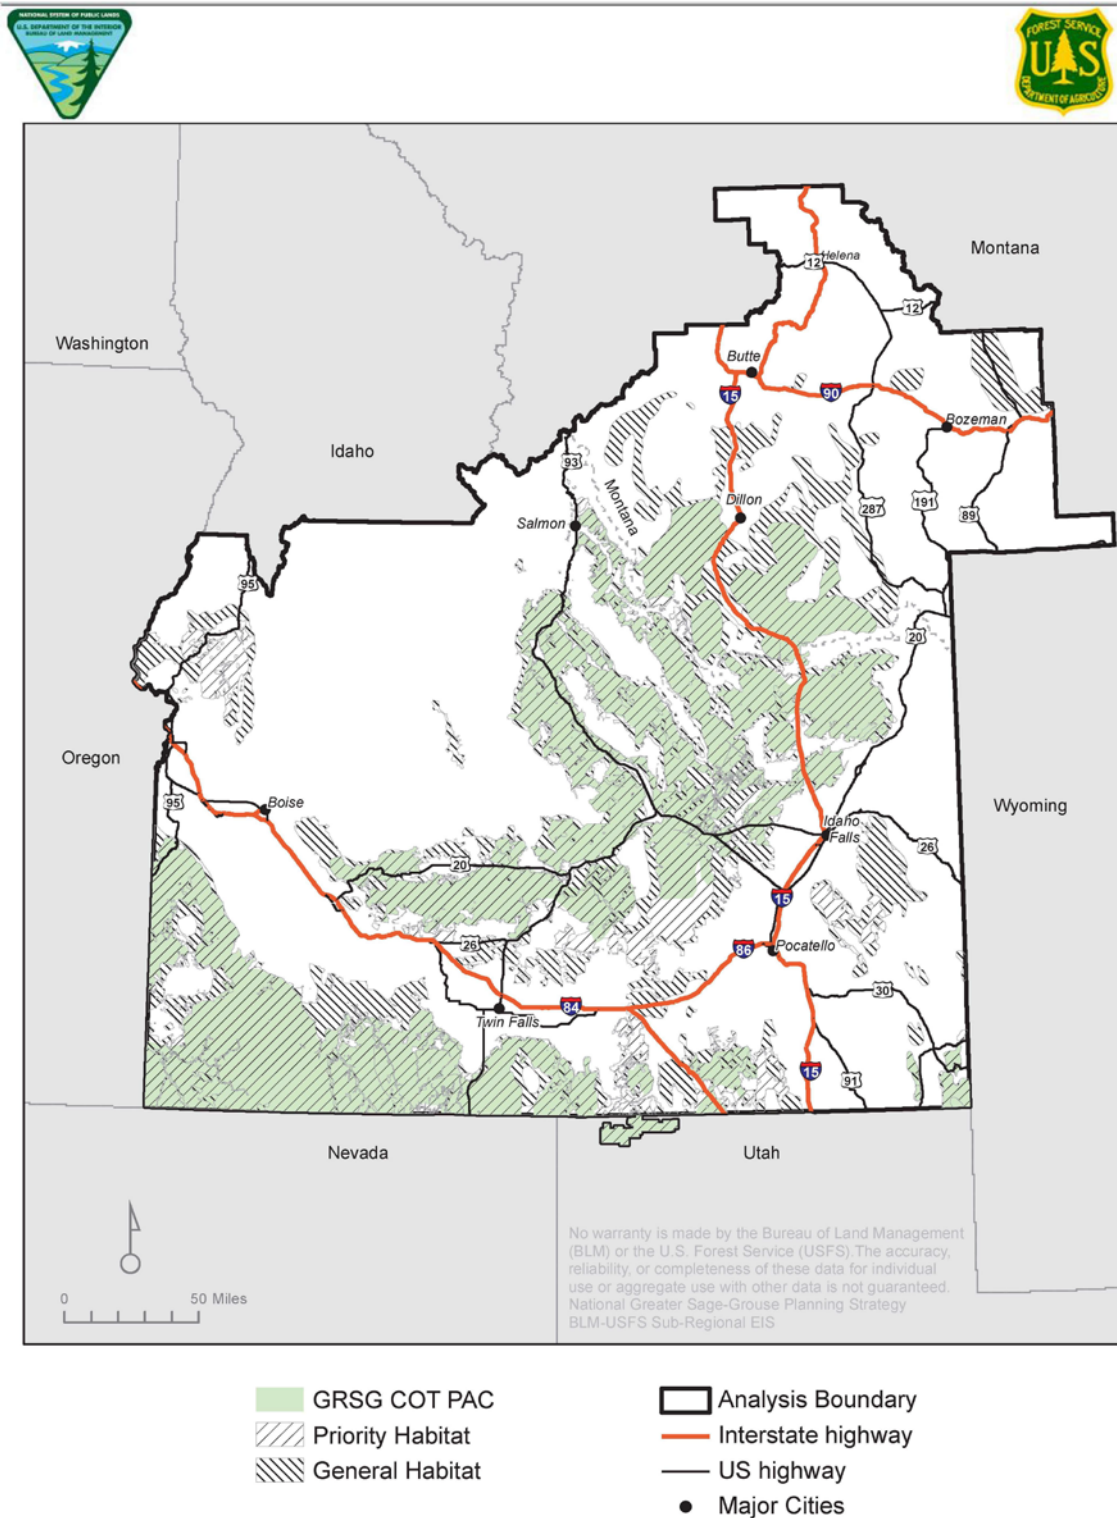 NATIONAL SYSTEM OF PUBLIC LANDS
U.S. DEPARTMENT OF THE INTERIOR
BUREAU OF LAND MANAGEMENT
FOREST SERVICE
U S
DEPARTMENT OF AGRICULTURE
Montana
12
Helena
12
Washington
Butte
15
90
Bozeman
Idaho
93
Montana
Dillon
287
191
89
Salmon
95
20
Oregon
95
Boise
Wyoming
Idaho
Falls
26
20
15
26
86
Pocatello
30
84
Twin Falls
15
91
Nevada
Utah
No warranty is made by the Bureau of Land Management
(BLM) or the U.S. Forest Service (USFS).The accuracy,
reliability, or completeness of these data for individual
use or aggregate use with other data is not guaranteed.
National Greater Sage-Grouse Planning Strategy
BLM-USFS Sub-Regional EIS
0 50 Miles
GRSG COT PAC
Priority Habitat
General Habitat
Analysis Boundary
Interstate highway
US highway
Major Cities